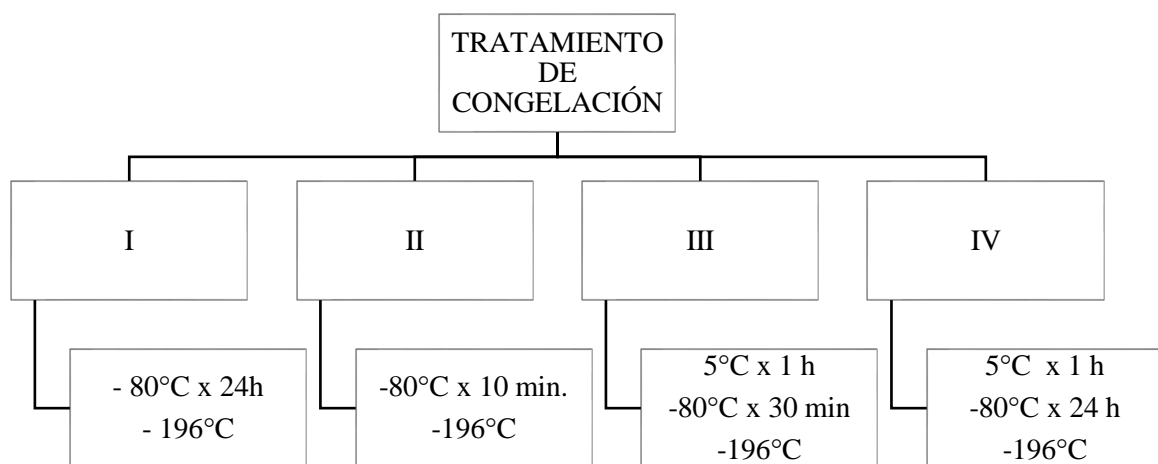 TRATAMIENTO
DE
CONGELACIÓN
I
II
III
IV
- 80°C x 24h
- 196°C
-80°C x 10 min.
-196°C
5°C x 1 h
-80°C x 30 min
-196°C
5°C x 1 h
-80°C x 24 h
-196°C